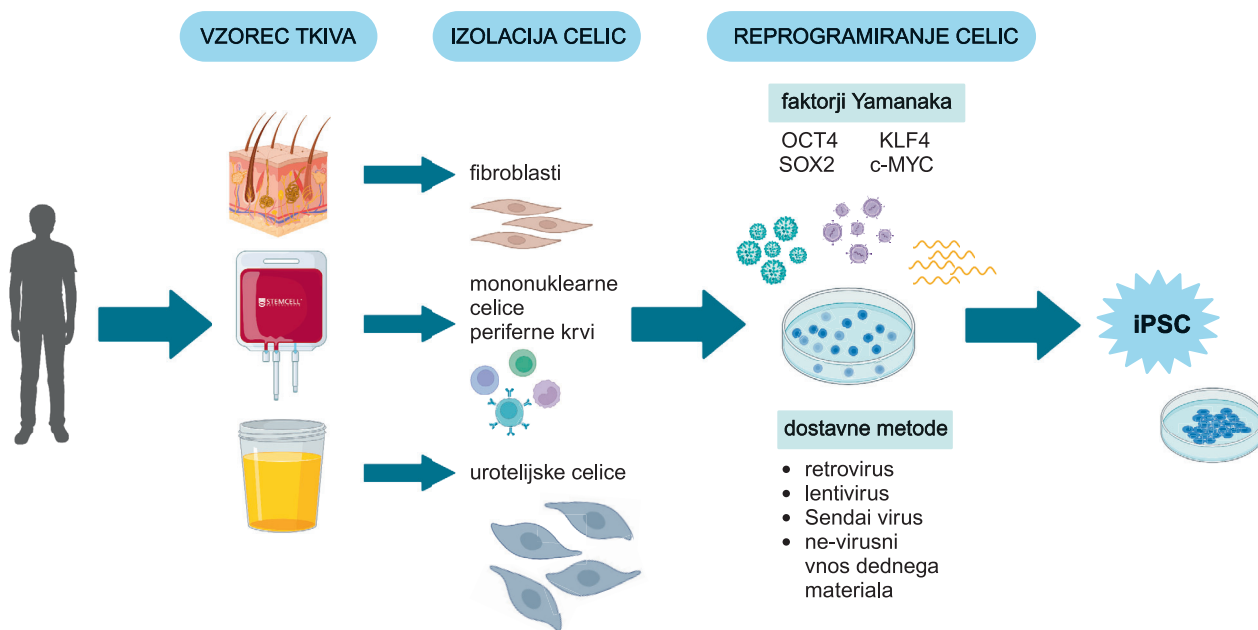 VZOREC TKIVA
IZOLACIJA CELIC
REPROGRAMIRANJE CELIC
faktorji Yamanaka
OCT4 KLF4
SOX2 c-MYC
fibroblasti
STEMCELL
mononuklearne
celice
periferne krvi
iPSC
dostavne metode
urotelijske celice
• retrovirus
• lentivirus
• Sendai virus
• ne-virusni
vnos dednega
materiala